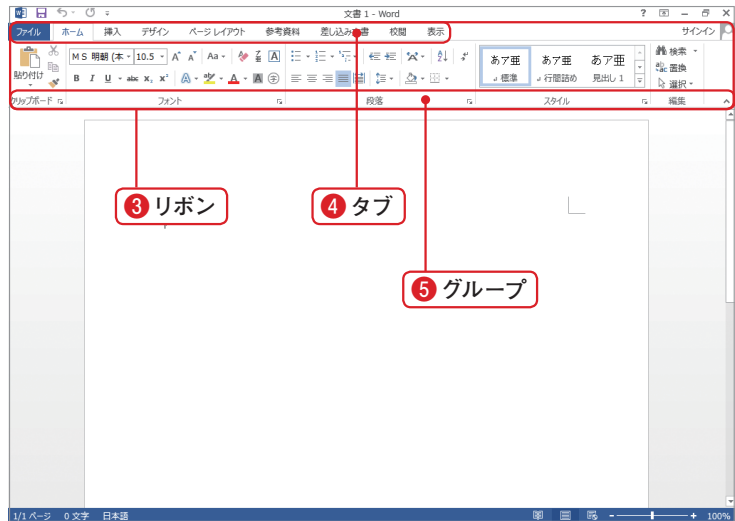 文書 1 - Word
ファイル ホーム 挿入 デザイン ページ レイアウト 参考資料 差し込み文書 校閲 表示 サインイン
貼り付け
MS 明朝 (本 10.5 A A Aa A 検索
B I U abc x₂ x² A A A あア亜 あア亜 あア亜 置換
標準 行間詰め 見出し 1 選択
クリップボード フォント 段落 スタイル 編集
❸ リボン ❹ タブ
❺ グループ
1/1 ページ 0 文字 日本語 100%